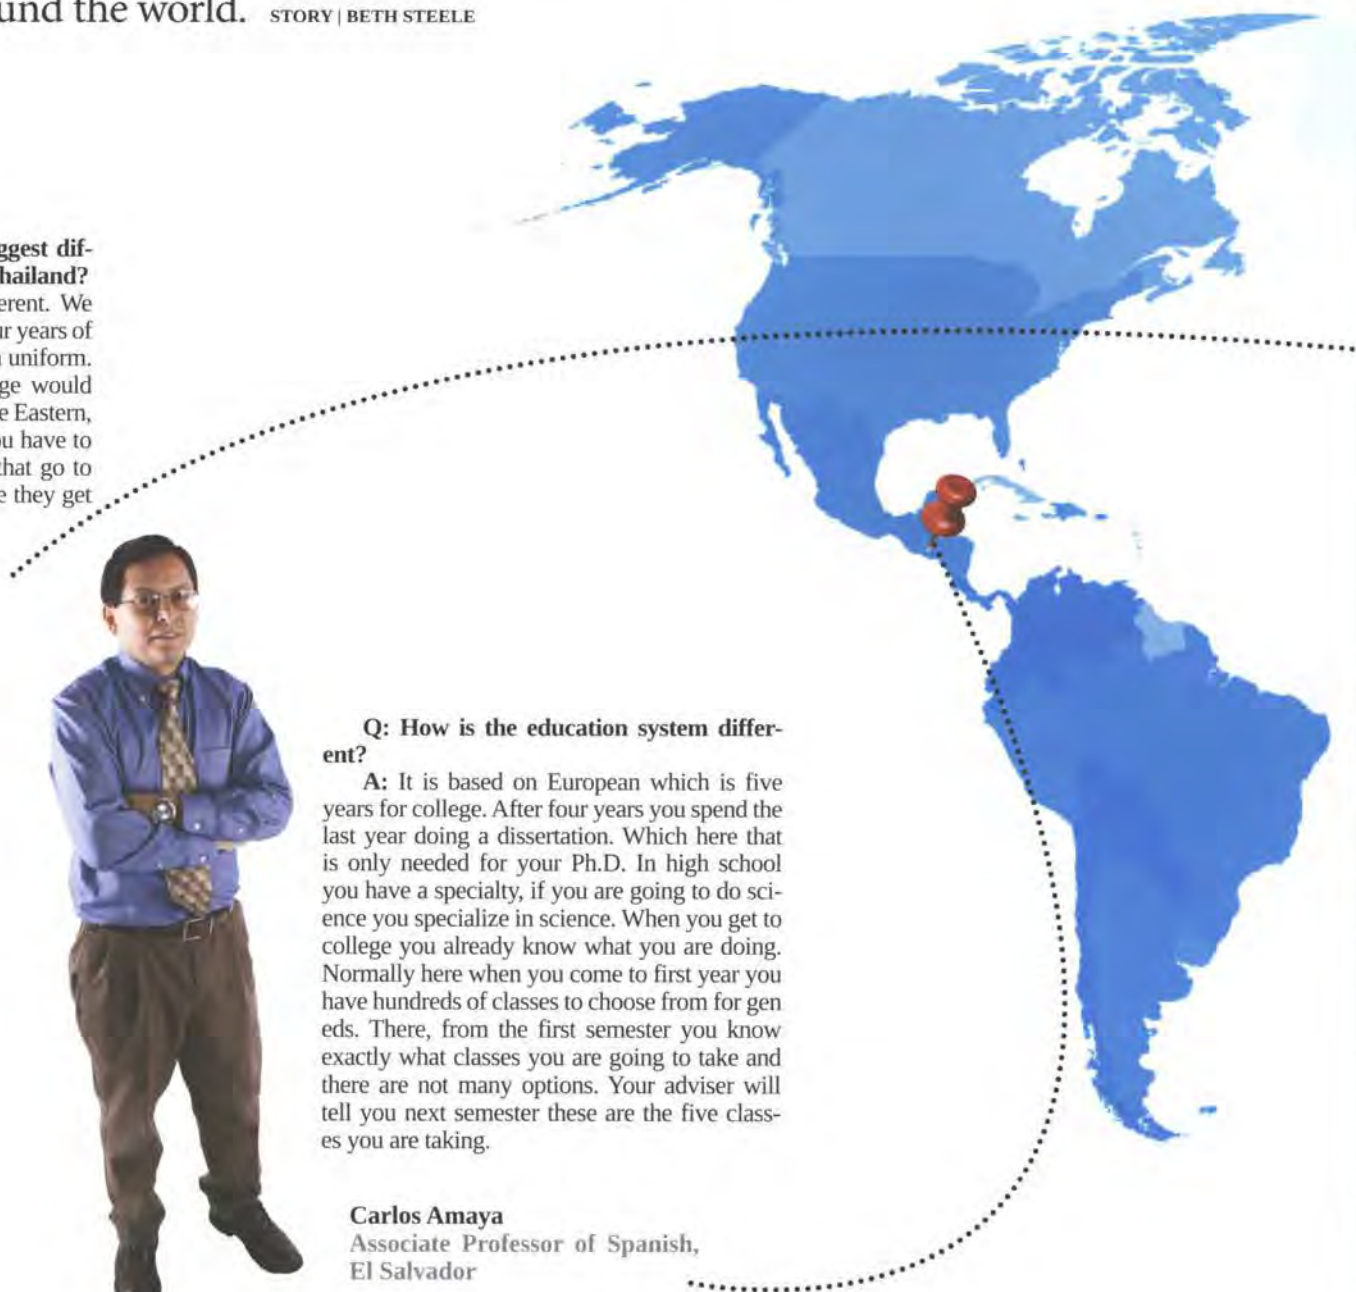 und the world. STORY | BETH STEELE
ggest dif-
hailand?
erent. We
ur years of
uniform.
ge would
e Eastern,
ou have to
that go to
e they get
Q: How is the education system differ-
ent?
A: It is based on European which is five
years for college. After four years you spend the
last year doing a dissertation. Which here that
is only needed for your Ph.D. In high school
you have a specialty, if you are going to do sci-
ence you specialize in science. When you get to
college you already know what you are doing.
Normally here when you come to first year you
have hundreds of classes to choose from for gen
eds. There, from the first semester you know
exactly what classes you are going to take and
there are not many options. Your adviser will
tell you next semester these are the five class-
es you are taking.
Carlos Amaya
Associate Professor of Spanish,
El Salvador